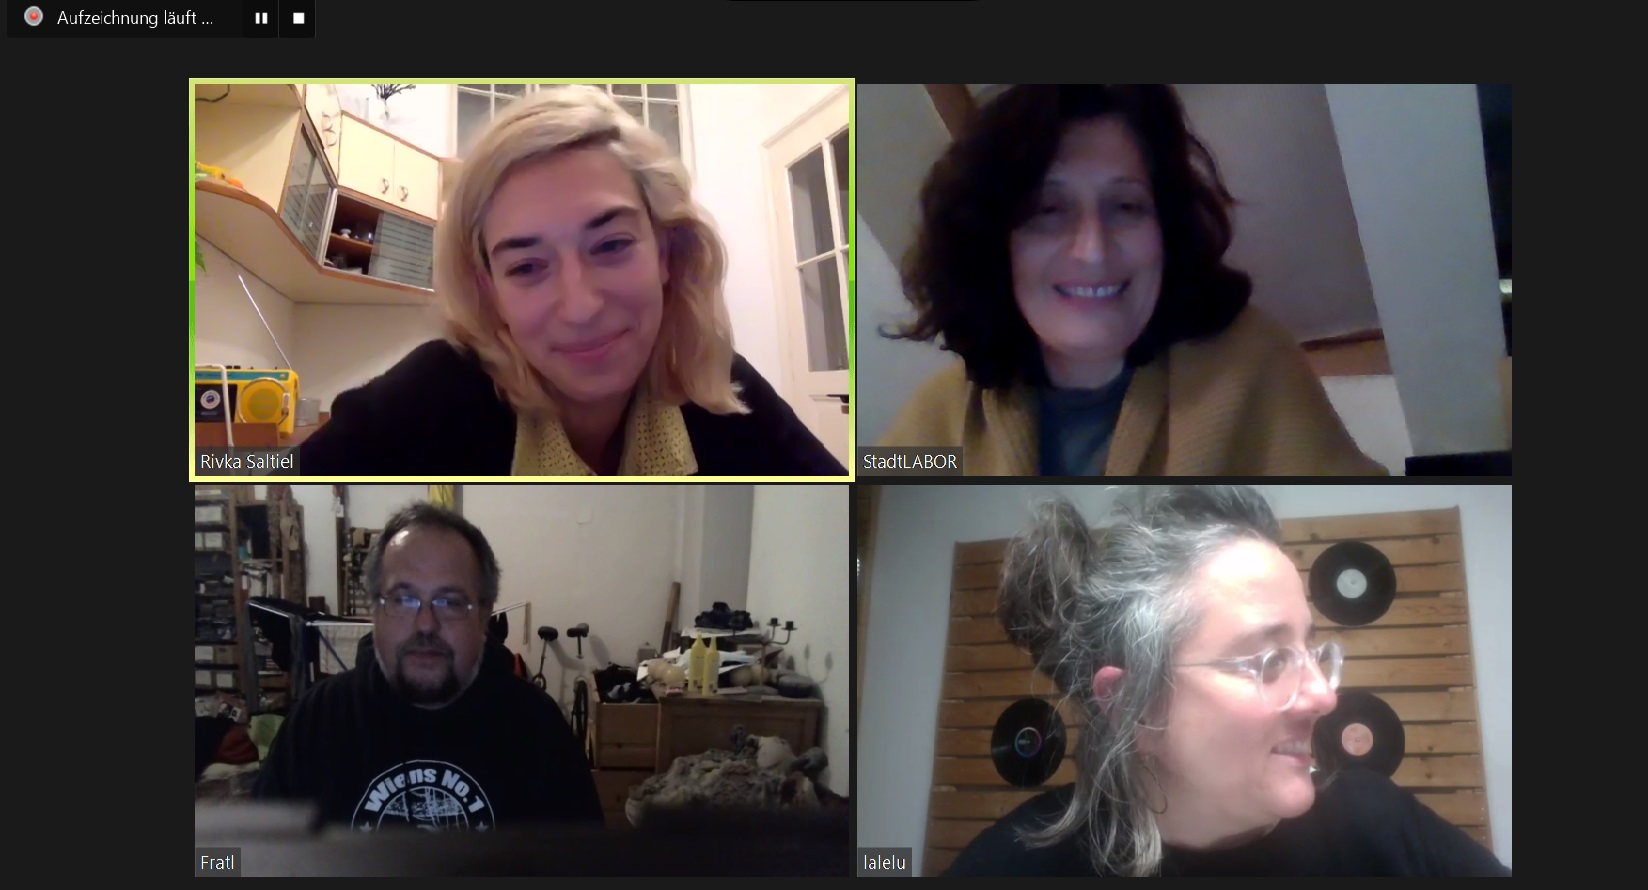 Aufzeichnung läuft ...
Rivka Saltiel
StadtLABOR
Wiens No.1
Fratl
lalelu